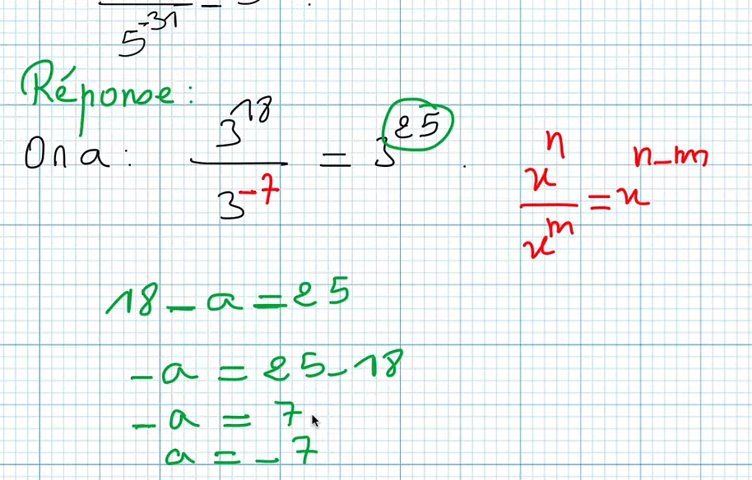 5^-31
Réponse:
On a : 3^18 / 3^-7 = 3^25 .
x^n / x^m = x^n-m
18 - a = 25
- a = 25 - 18
- a = 7
a = - 7